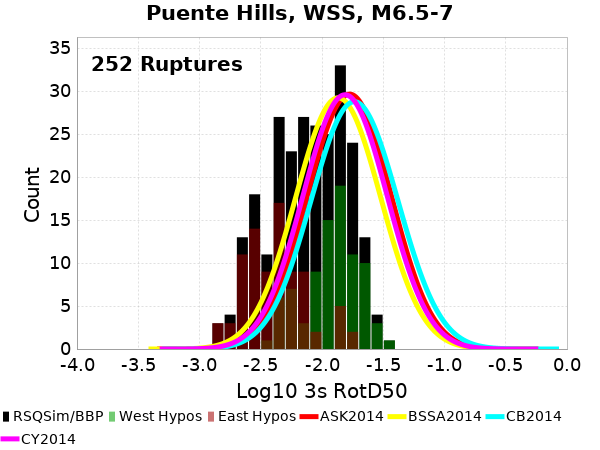 Puente Hills, WSS, M6.5-7
252 Ruptures
Count
35
30
25
20
15
10
5
0
-4.0 -3.5 -3.0 -2.5 -2.0 -1.5 -1.0 -0.5 0.0
Log10 3s RotD50
RSQSim/BBP West Hypos East Hypos ASK2014 BSSA2014 CB2014
CY2014